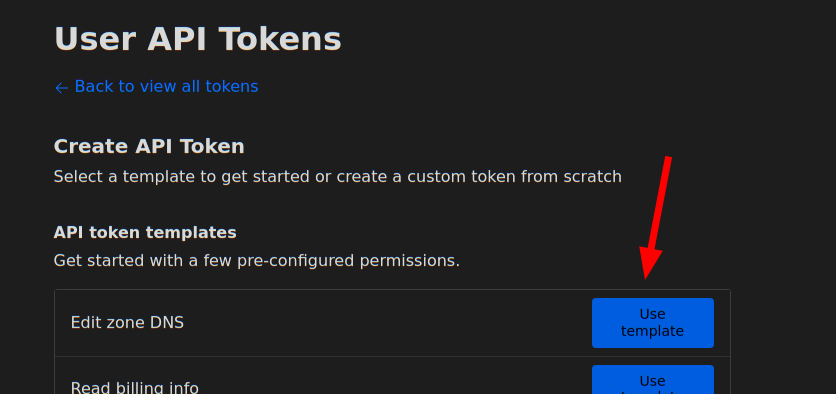 User API Tokens
← Back to view all tokens
Create API Token
Select a template to get started or create a custom token from scratch
API token templates
Get started with a few pre-configured permissions.
Edit zone DNS
Use
template
Read billing info
Use